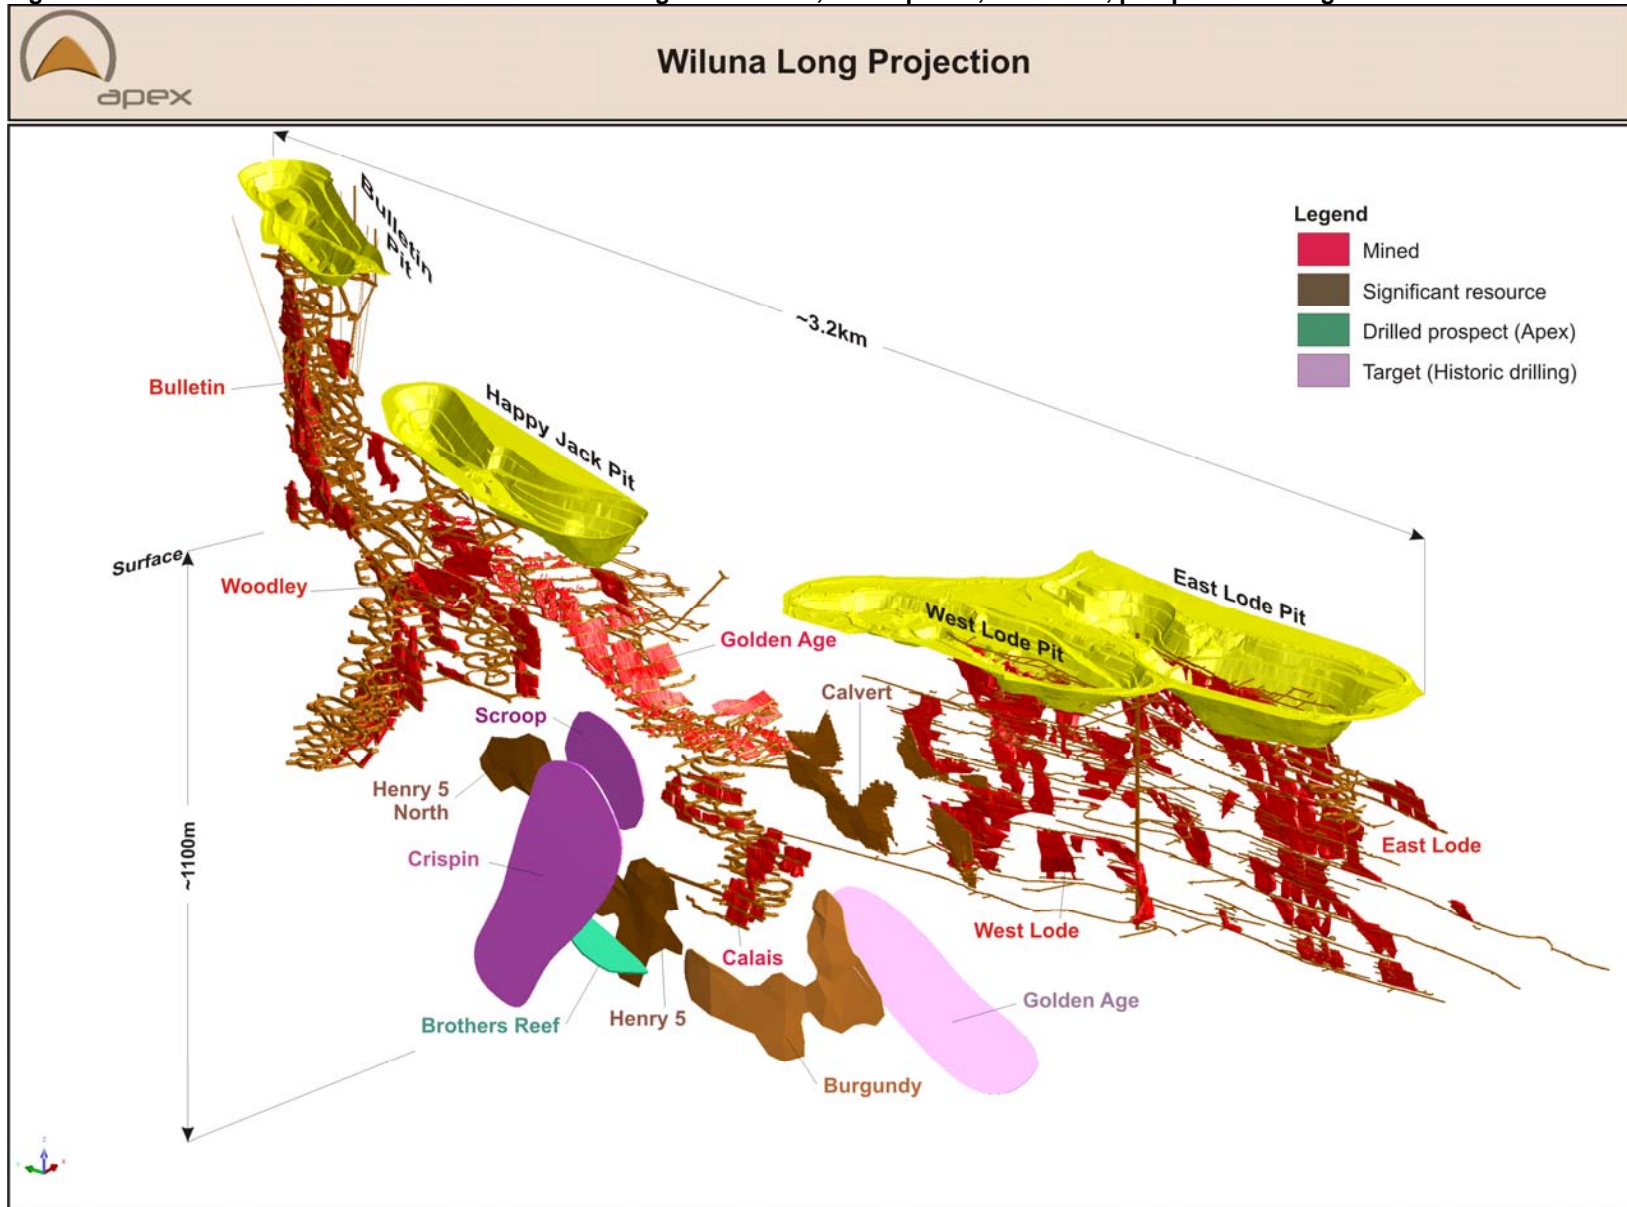 apex
Wiluna Long Projection
Bulletin
Pit
~3.2km
Legend
Mined
Significant resource
Drilled prospect (Apex)
Target (Historic drilling)
Bulletin
Happy Jack Pit
Surface
Woodley
East Lode Pit
West Lode Pit
Golden Age
Calvert
Scroop
Henry 5
North
Crispin
~1100m
East Lode
West Lode
Calais
Golden Age
Brothers Reef
Henry 5
Burgundy